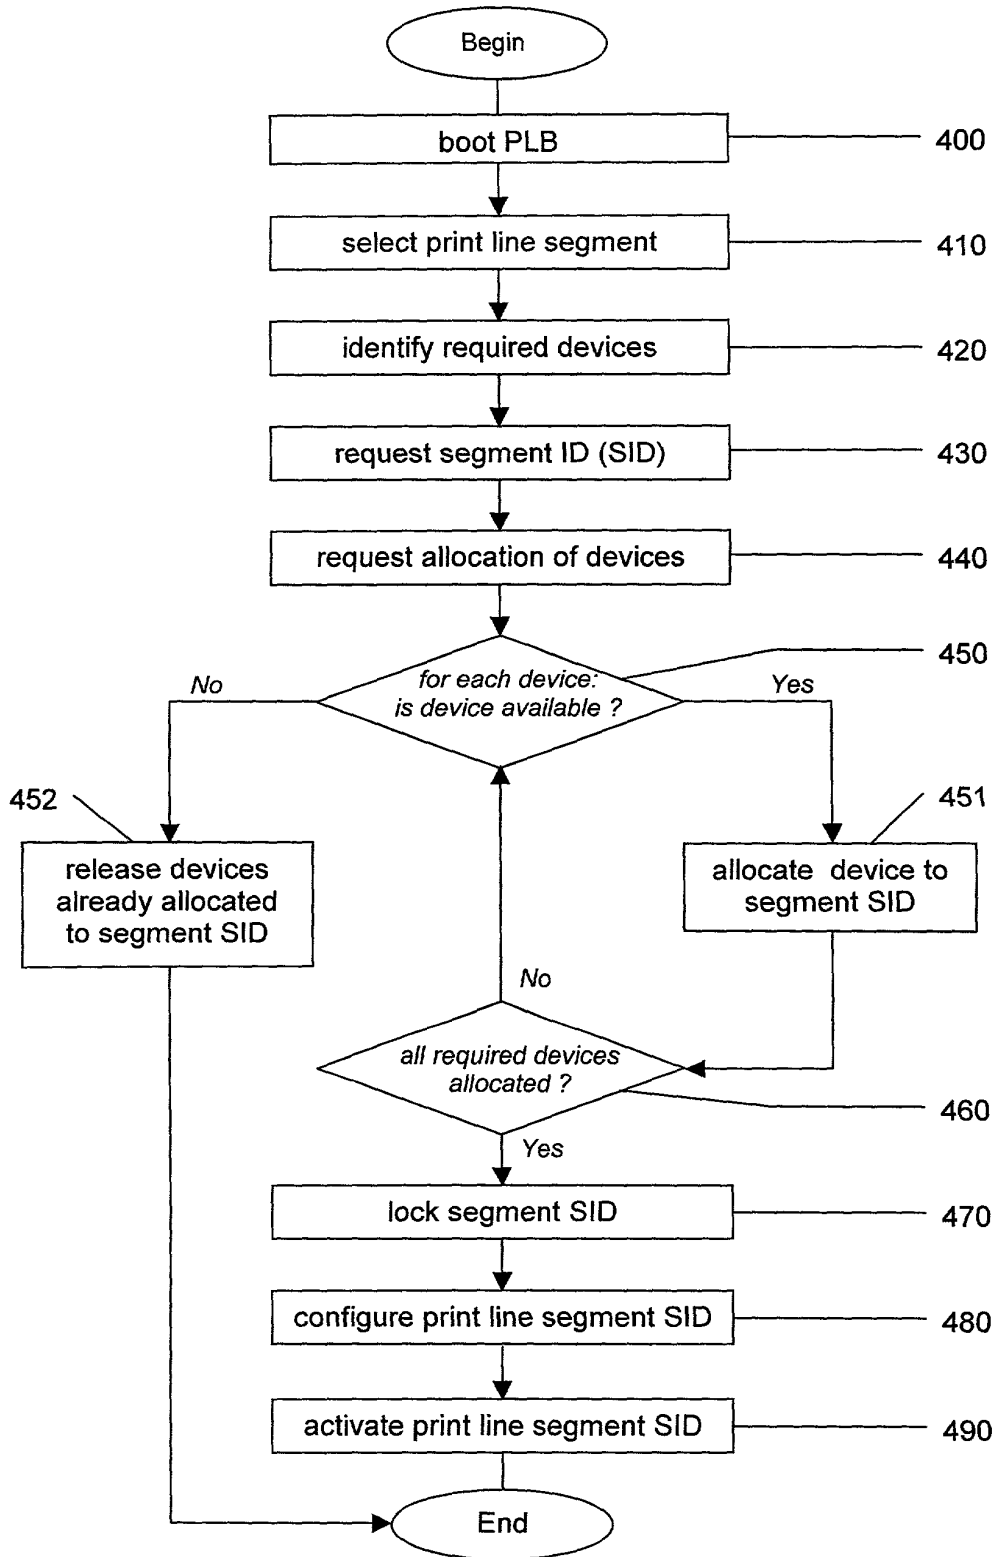 Begin
boot PLB
400
select print line segment
410
identify required devices
420
request segment ID (SID)
430
request allocation of devices
440
450
for each device:
is device available ?
No
Yes
452
451
release devices
already allocated
to segment SID
allocate device to
segment SID
No
all required devices
allocated ?
460
Yes
lock segment SID
470
configure print line segment SID
480
activate print line segment SID
490
End